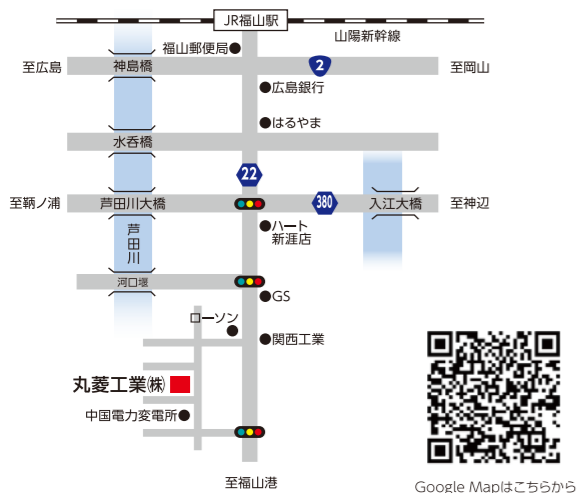 JR福山駅
山陽新幹線
福山郵便局
至広島
神島橋
2
至岡山
広島銀行
はるやま
水呑橋
22
至鞆ノ浦
芦田川大橋
380
入江大橋
至神辺
ハート
新涯店
芦田川
河口堰
GS
ローソン
関西工業
丸菱工業㈱
中国電力変電所
至福山港
Google Mapはこちらから